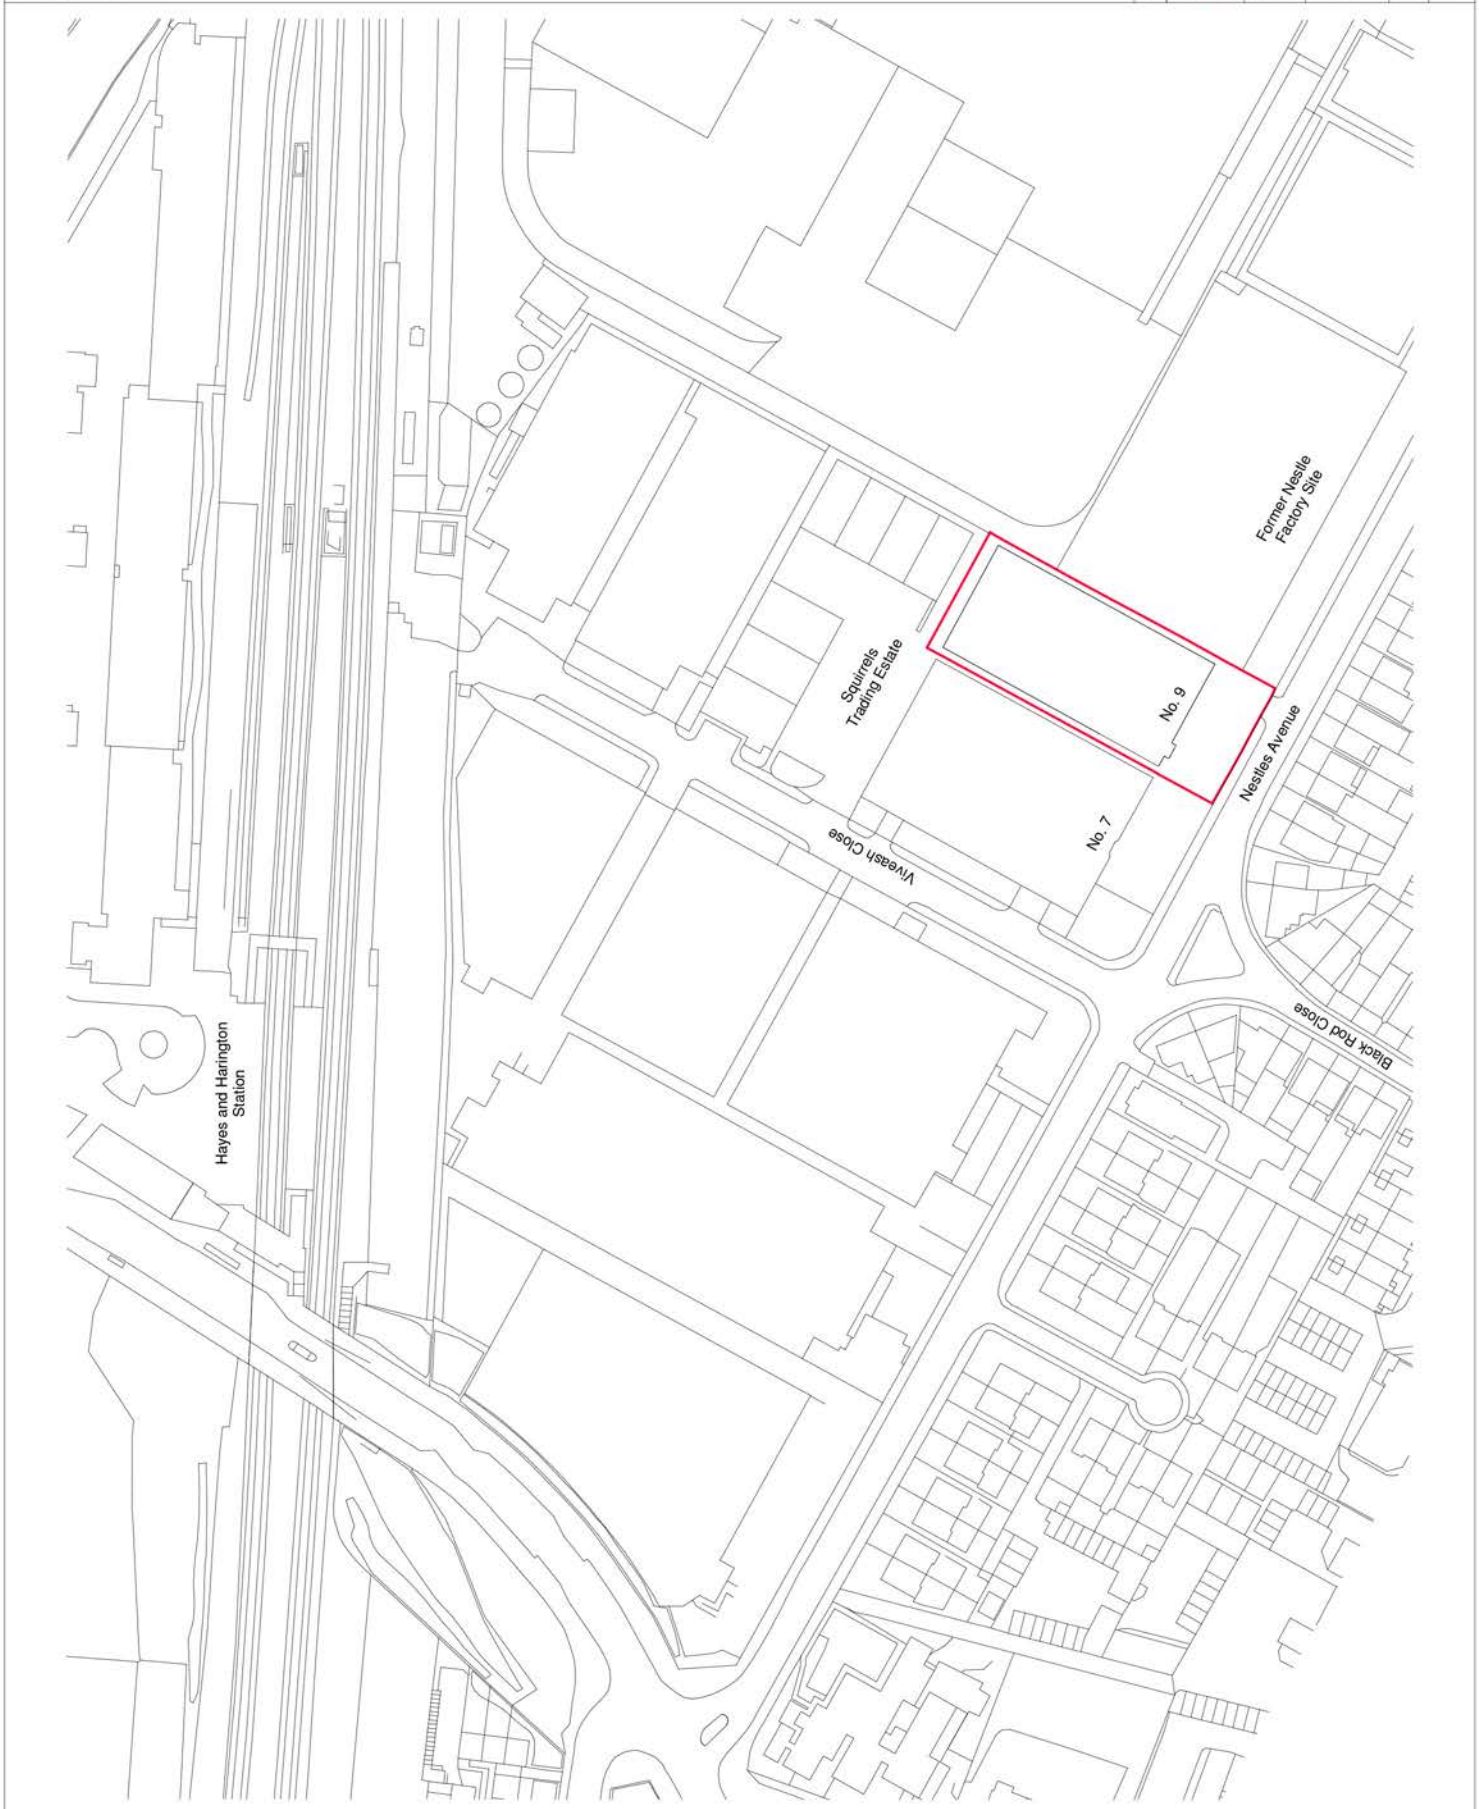 Hayes and Harington
Station
Squirrels
Trading Estate
Viveash Close
No. 7
No. 9
Former Nestle
Factory Site
Nestles Avenue
Black Rod Close